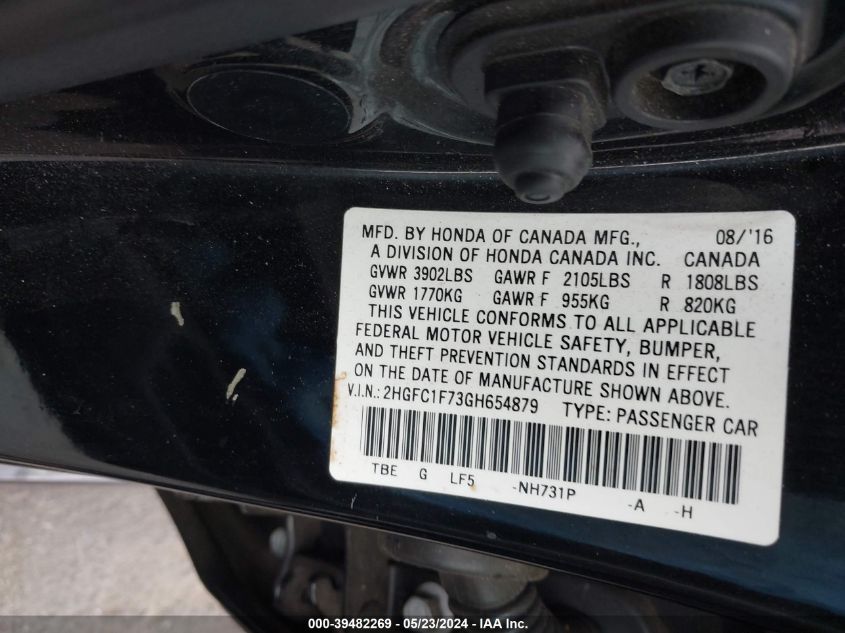 MFD. BY HONDA OF CANADA MFG., 08/'16
A DIVISION OF HONDA CANADA INC. CANADA
GVWR 3902LBS GAWR F 2105LBS R 1808LBS
GVWR 1770KG GAWR F 955KG R 820KG
THIS VEHICLE CONFORMS TO ALL APPLICABLE
FEDERAL MOTOR VEHICLE SAFETY, BUMPER,
AND THEFT PREVENTION STANDARDS IN EFFECT
ON THE DATE OF MANUFACTURE SHOWN ABOVE.
V.I.N.: 2HGFC1F73GH654879 TYPE: PASSENGER CAR
TBE G LF5 -NH731P -A -H
000-39482269 - 05/23/2024 - IAA Inc.